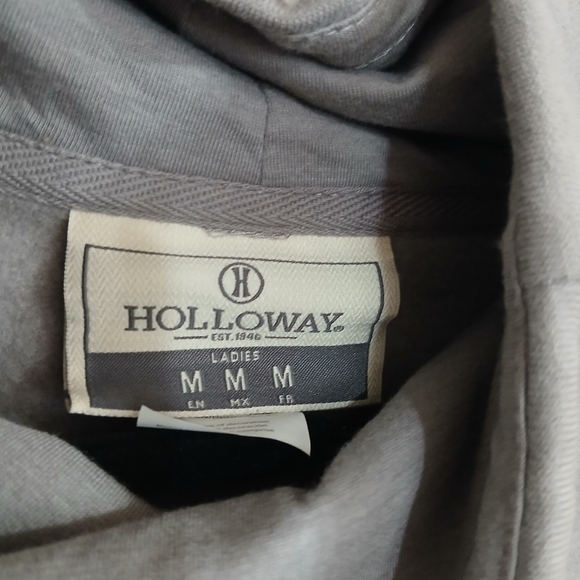 H
HOLLOWAY®
EST.1946
LADIES
M M M
EN MX FR